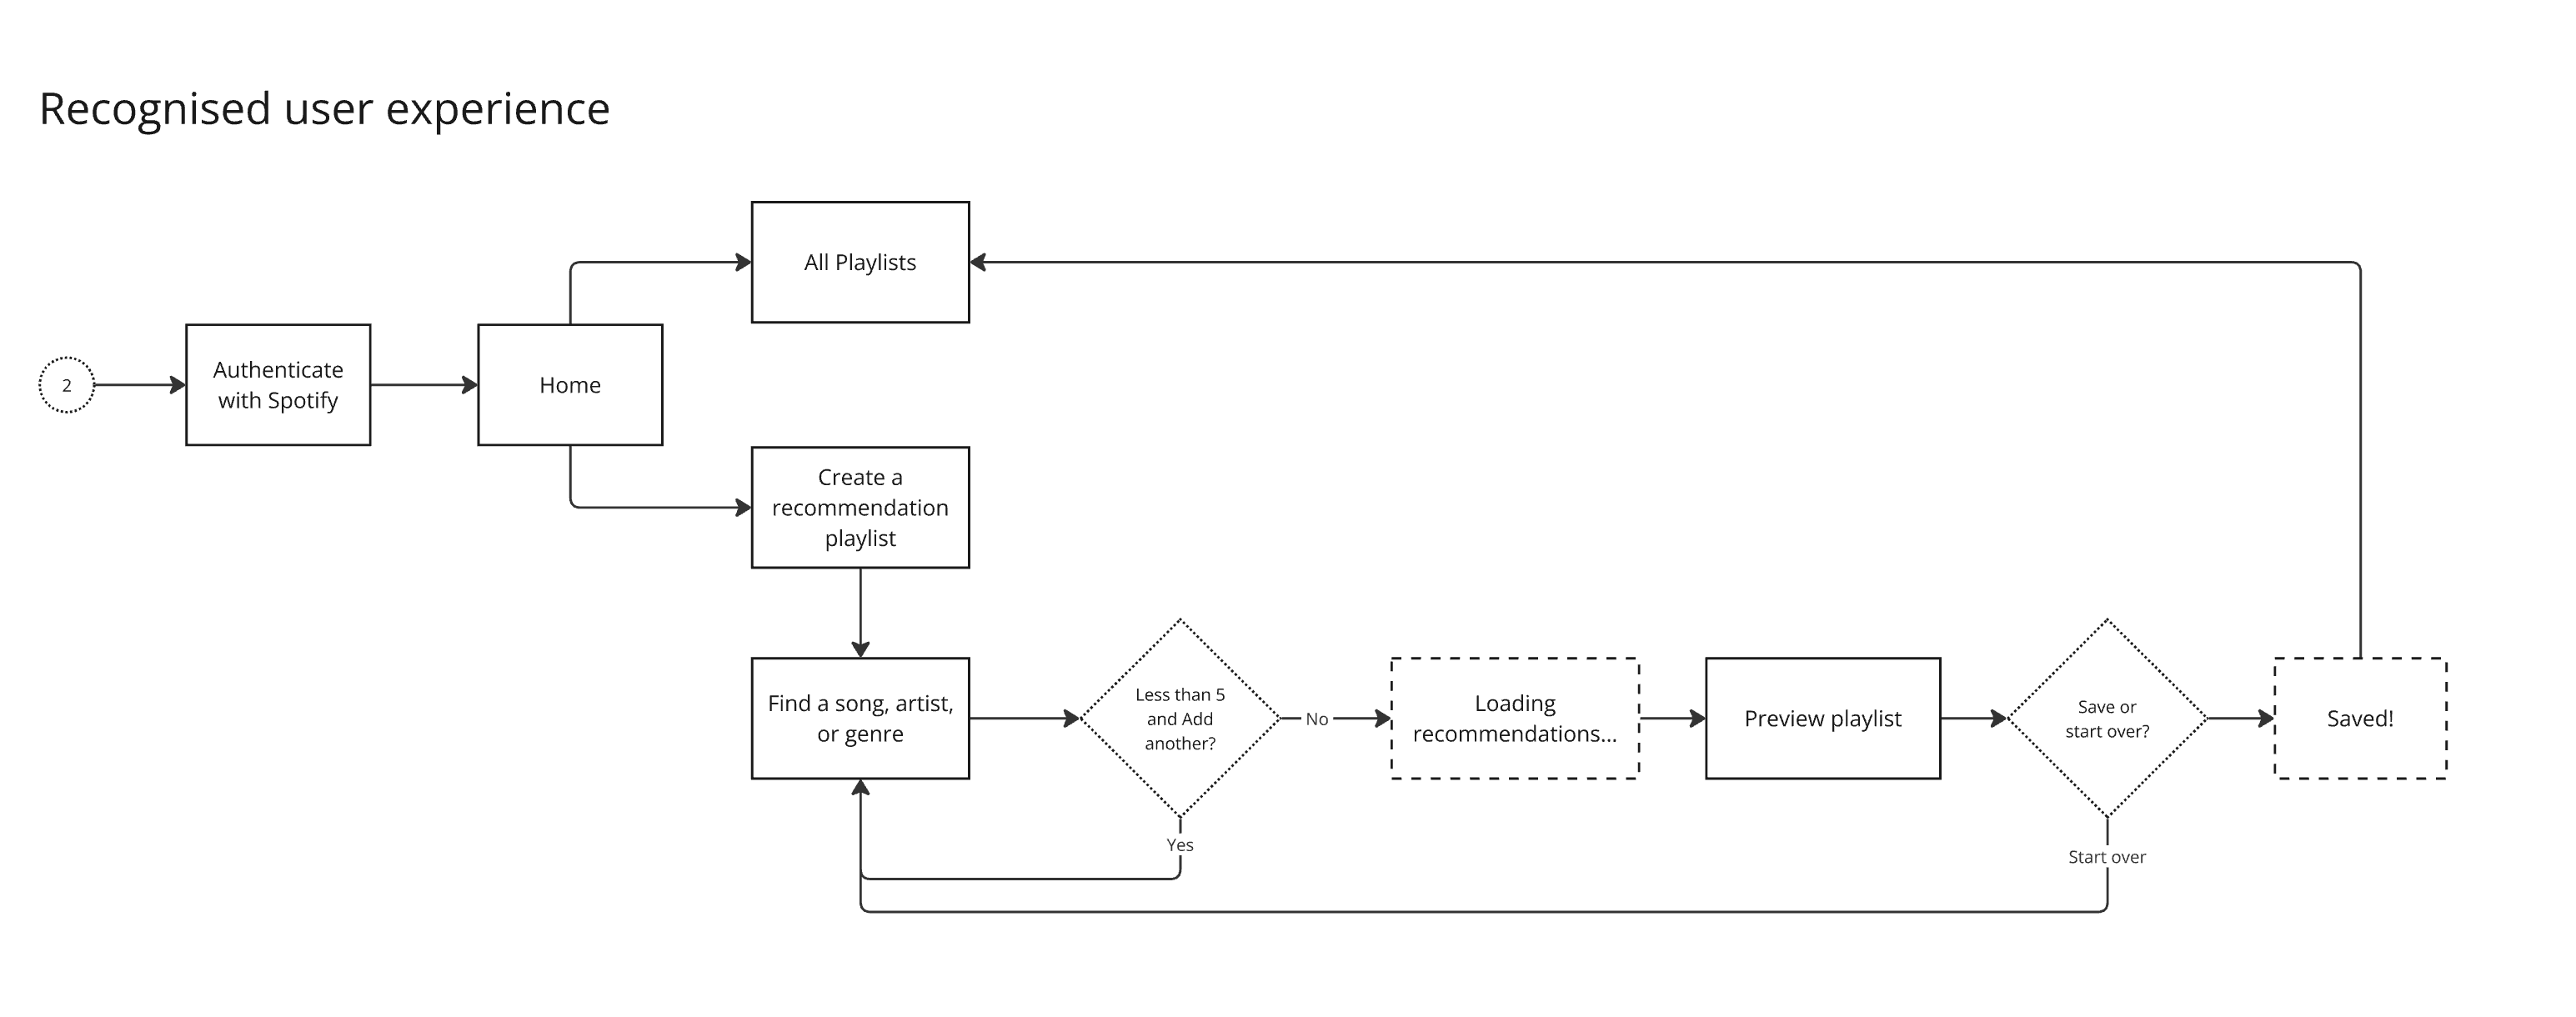 Recognised user experience
All Playlists
2
Authenticate
with Spotify
Home
Create a
recommendation
playlist
Find a song, artist,
or genre
Less than 5
and Add
another?
No
Yes
Loading
recommendations...
Preview playlist
Save or
start over?
Start over
Saved!